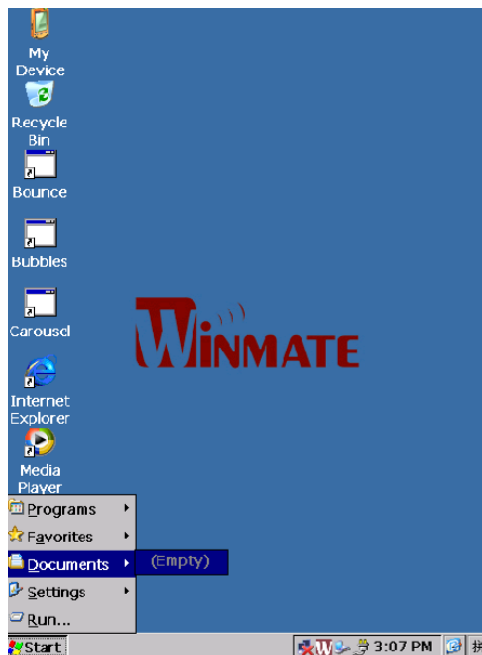 My
Device
Recycle
Bin
Bounce
Bubbles
Carousel
Internet
Explorer
Media
Player
WINMATE
Programs
Favorites
Documents
(Empty)
Settings
Run...
Start
W
3:07 PM
拼